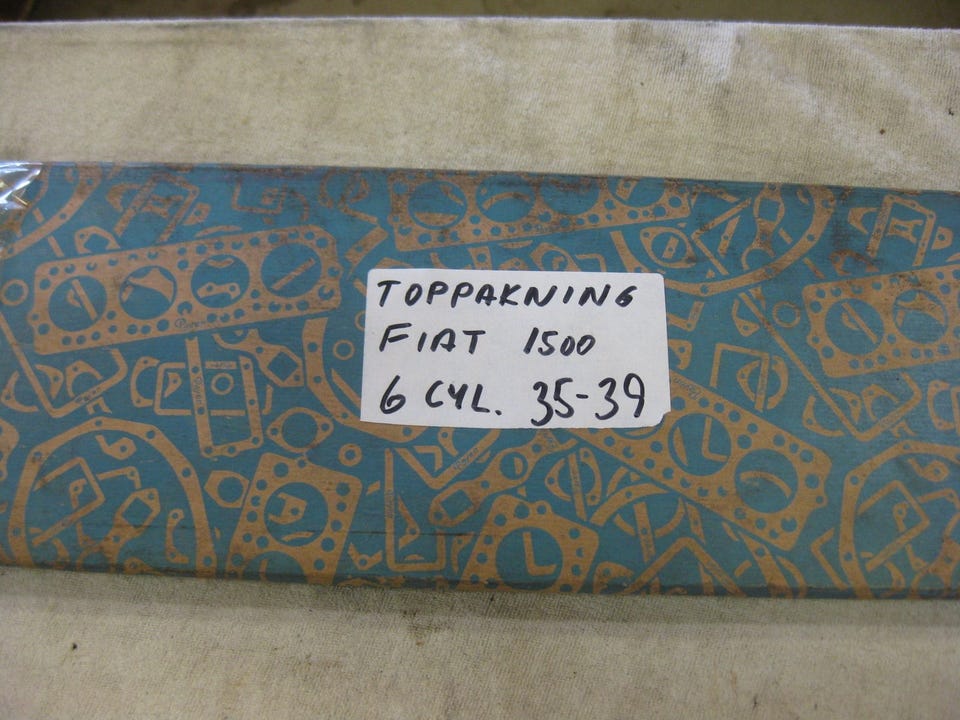 TOPPAKNING
FIAT 1500
6 CYL. 35-39